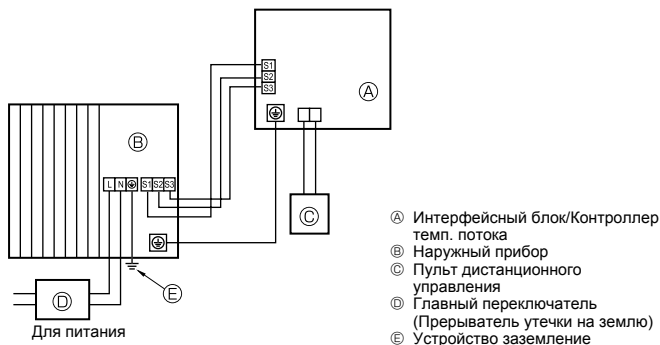 S1
S2
S3
Ⓐ
Ⓑ
L N S1 S2 S3
Ⓒ
Ⓓ
Ⓔ
Для питания
Ⓐ Интерфейсный блок/Контроллер
темп. потока
Ⓑ Наружный прибор
Ⓒ Пульт дистанционного
управления
Ⓓ Главный переключатель
(Прерыватель утечки на землю)
Ⓔ Устройство заземление